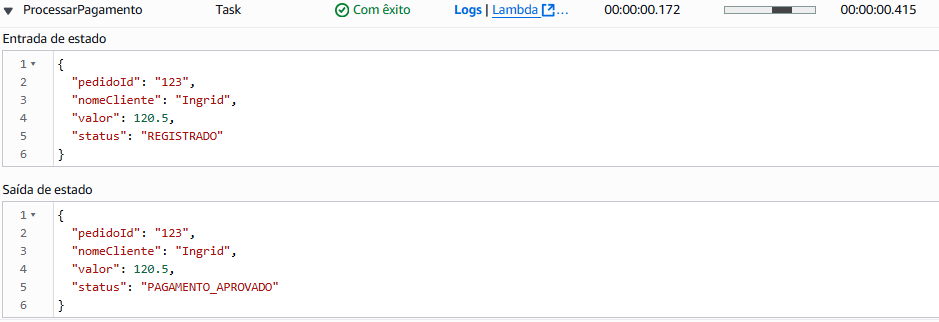 ProcessarPagamento Task Com êxito Logs | Lambda ... 00:00:00.172 00:00:00.415
Entrada de estado
1 {
2 "pedidoId": "123",
3 "nomeCliente": "Ingrid",
4 "valor": 120.5,
5 "status": "REGISTRADO"
6 }
Saída de estado
1 {
2 "pedidoId": "123",
3 "nomeCliente": "Ingrid",
4 "valor": 120.5,
5 "status": "PAGAMENTO_APROVADO"
6 }